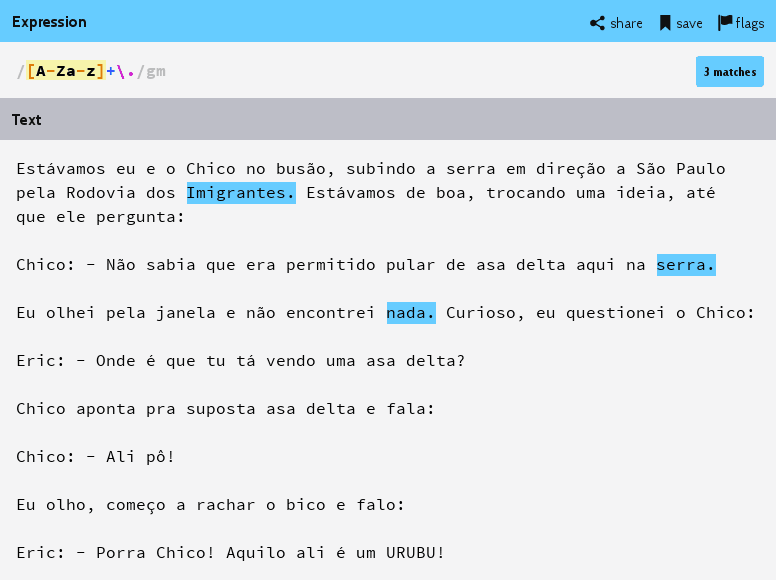 Expression
share save flags
/[A-Za-z]+\./gm
3 matches
Text
Estávamos eu e o Chico no busão, subindo a serra em direção a São Paulo
pela Rodovia dos Imigrantes. Estávamos de boa, trocando uma ideia, até
que ele pergunta:
Chico: - Não sabia que era permitido pular de asa delta aqui na serra.
Eu olhei pela janela e não encontrei nada. Curioso, eu questionei o Chico:
Eric: - Onde é que tu tá vendo uma asa delta?
Chico aponta pra suposta asa delta e fala:
Chico: - Ali pô!
Eu olho, começo a rachar o bico e falo:
Eric: - Porra Chico! Aquilo ali é um URUBU!